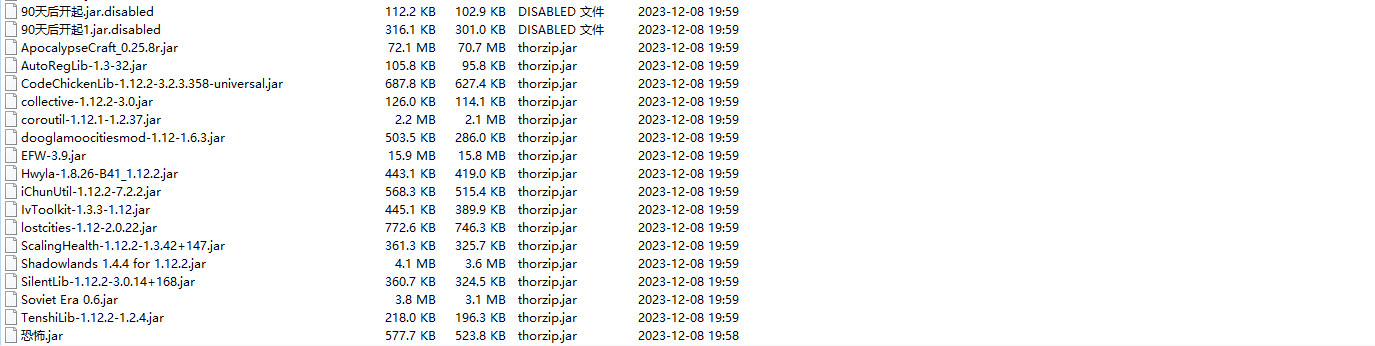 90天后开起.jar.disabled 112.2 KB 102.9 KB DISABLED 文件 2023-12-08 19:59
90天后开起1.jar.disabled 316.1 KB 301.0 KB DISABLED 文件 2023-12-08 19:59
ApocalypseCraft_0.25.8r.jar 72.1 MB 70.7 MB thorzip.jar 2023-12-08 19:59
AutoRegLib-1.3-32.jar 105.8 KB 95.8 KB thorzip.jar 2023-12-08 19:59
CodeChickenLib-1.12.2-3.2.3.358-universal.jar 687.8 KB 627.4 KB thorzip.jar 2023-12-08 19:59
collective-1.12.2-3.0.jar 126.0 KB 114.1 KB thorzip.jar 2023-12-08 19:59
coroutil-1.12.1-1.2.37.jar 2.2 MB 2.1 MB thorzip.jar 2023-12-08 19:59
dooglamoocitiesmod-1.12-1.6.3.jar 503.5 KB 286.0 KB thorzip.jar 2023-12-08 19:59
EFW-3.9.jar 15.9 MB 15.8 MB thorzip.jar 2023-12-08 19:59
Hwyla-1.8.26-B41_1.12.2.jar 443.1 KB 419.0 KB thorzip.jar 2023-12-08 19:59
iChunUtil-1.12.2-7.2.2.jar 568.3 KB 515.4 KB thorzip.jar 2023-12-08 19:59
IvToolkit-1.3.3-1.12.jar 445.1 KB 389.9 KB thorzip.jar 2023-12-08 19:59
lostcities-1.12-2.0.22.jar 772.6 KB 746.3 KB thorzip.jar 2023-12-08 19:59
ScalingHealth-1.12.2-1.3.42+147.jar 361.3 KB 325.7 KB thorzip.jar 2023-12-08 19:59
Shadowlands 1.4.4 for 1.12.2.jar 4.1 MB 3.6 MB thorzip.jar 2023-12-08 19:59
SilentLib-1.12.2-3.0.14+168.jar 360.7 KB 324.5 KB thorzip.jar 2023-12-08 19:59
Soviet Era 0.6.jar 3.8 MB 3.1 MB thorzip.jar 2023-12-08 19:59
TenshiLib-1.12.2-1.2.4.jar 218.0 KB 196.3 KB thorzip.jar 2023-12-08 19:59
恐怖.jar 577.7 KB 523.8 KB thorzip.jar 2023-12-08 19:58